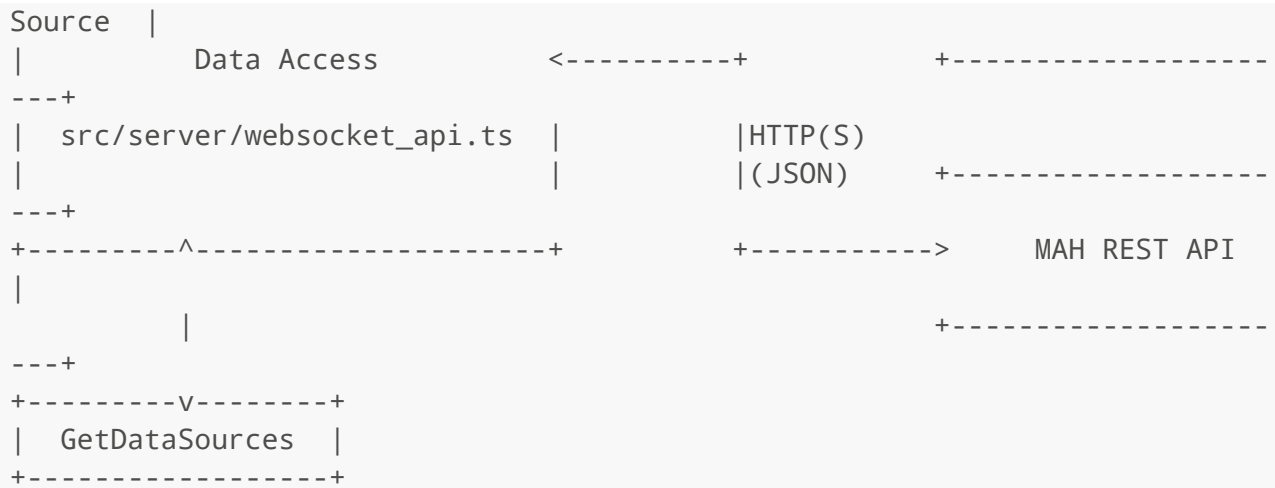 Source  |
|          Data Access          <----------+          +-------------------
---+
|  src/server/websocket_api.ts  |          |HTTP(S)
|                               |          |(JSON)    +-------------------
---+
+---------^---------------------+          +----------->     MAH REST API
|
          |                                           +-------------------
---+
+---------v--------+
|  GetDataSources  |
+------------------+